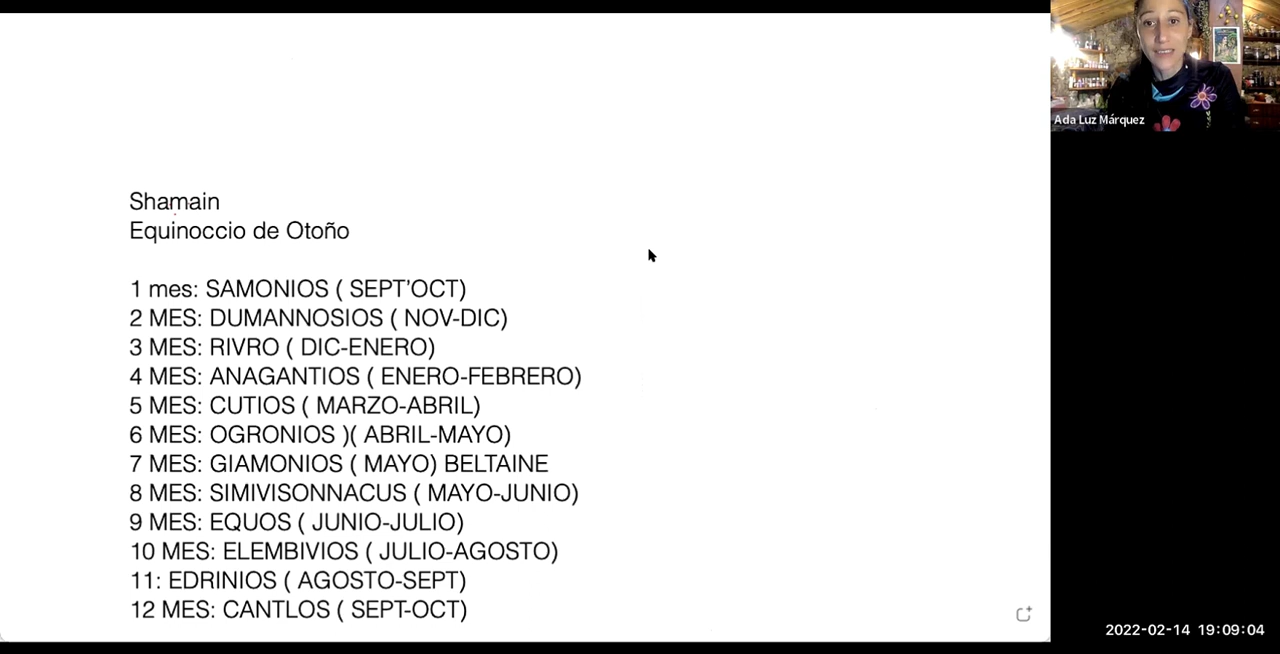 Shamain
Equinoccio de Otoño
1 mes: SAMONIOS ( SEPT'OCT)
2 MES: DUMANNOSIOS ( NOV-DIC)
3 MES: RIVRO ( DIC-ENERO)
4 MES: ANAGANTIOS ( ENERO-FEBRERO)
5 MES: CUTIOS ( MARZO-ABRIL)
6 MES: OGRONIOS )( ABRIL-MAYO)
7 MES: GIAMONIOS ( MAYO) BELTAINE
8 MES: SIMIVISONNACUS ( MAYO-JUNIO)
9 MES: EQUOS ( JUNIO-JULIO)
10 MES: ELEMBIVIOS ( JULIO-AGOSTO)
11: EDRINIOS ( AGOSTO-SEPT)
12 MES: CANTLOS ( SEPT-OCT)
Ada Luz Márquez
2022-02-14 19:09:04